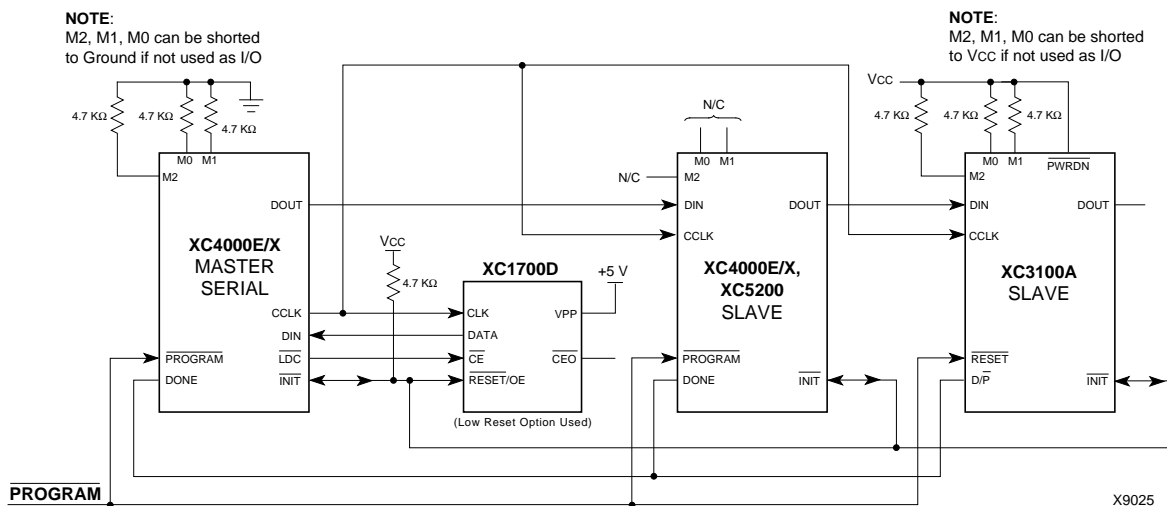 NOTE:
M2, M1, M0 can be shorted
to Ground if not used as I/O
NOTE:
M2, M1, M0 can be shorted
to VCC if not used as I/O
4.7 KΩ
4.7 KΩ
4.7 KΩ
M0
M1
M2
DOUT
XC4000E/X
MASTER
SERIAL
CCLK
DIN
PROGRAM
LDC
DONE
INIT
VCC
4.7 KΩ
XC1700D
+5 V
CLK
VPP
DATA
CE
CEO
RESET/OE
(Low Reset Option Used)
N/C
M0
M1
N/C
M2
DIN
DOUT
CCLK
XC4000E/X,
XC5200
SLAVE
PROGRAM
DONE
INIT
VCC
4.7 KΩ
4.7 KΩ
4.7 KΩ
M0
M1
PWRDN
M2
DIN
DOUT
CCLK
XC3100A
SLAVE
RESET
D/P
INIT
PROGRAM
X9025